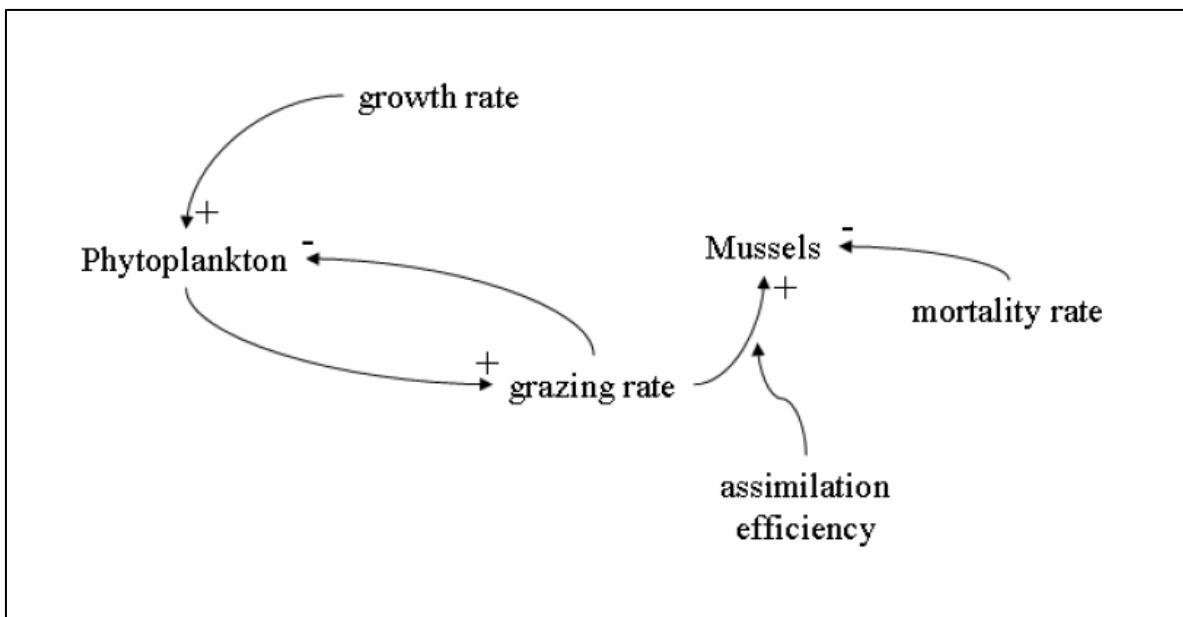 growth rate
+
Phytoplankton
-
Mussels
-
+
mortality rate
+
grazing rate
assimilation
efficiency